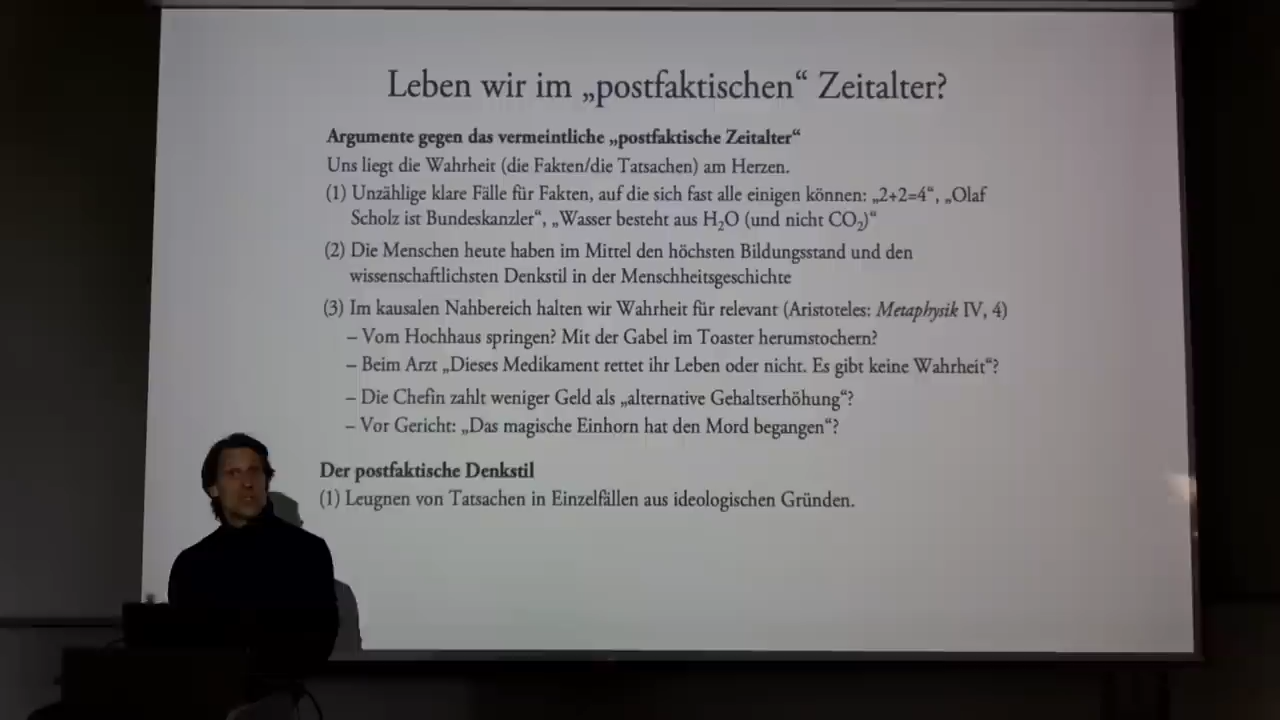 Leben wir im „postfaktischen“ Zeitalter?
Argumente gegen das vermeintliche „postfaktische Zeitalter“
Uns liegt die Wahrheit (die Fakten/die Tatsachen) am Herzen.
(1) Unzählige klare Fälle für Fakten, auf die sich fast alle einigen können: „2+2=4“, „Olaf
Scholz ist Bundeskanzler“, „Wasser besteht aus H₂O (und nicht CO₂)“
(2) Die Menschen heute haben im Mittel den höchsten Bildungsstand und den
wissenschaftlichsten Denkstil in der Menschheitsgeschichte
(3) Im kausalen Nahbereich halten wir Wahrheit für relevant (Aristoteles: Metaphysik IV, 4)
– Vom Hochhaus springen? Mit der Gabel im Toaster herumstochern?
– Beim Arzt „Dieses Medikament rettet ihr Leben oder nicht. Es gibt keine Wahrheit“?
– Die Chefin zahlt weniger Geld als „alternative Gehaltserhöhung“?
– Vor Gericht: „Das magische Einhorn hat den Mord begangen“?
Der postfaktische Denkstil
(1) Leugnen von Tatsachen in Einzelfällen aus ideologischen Gründen.